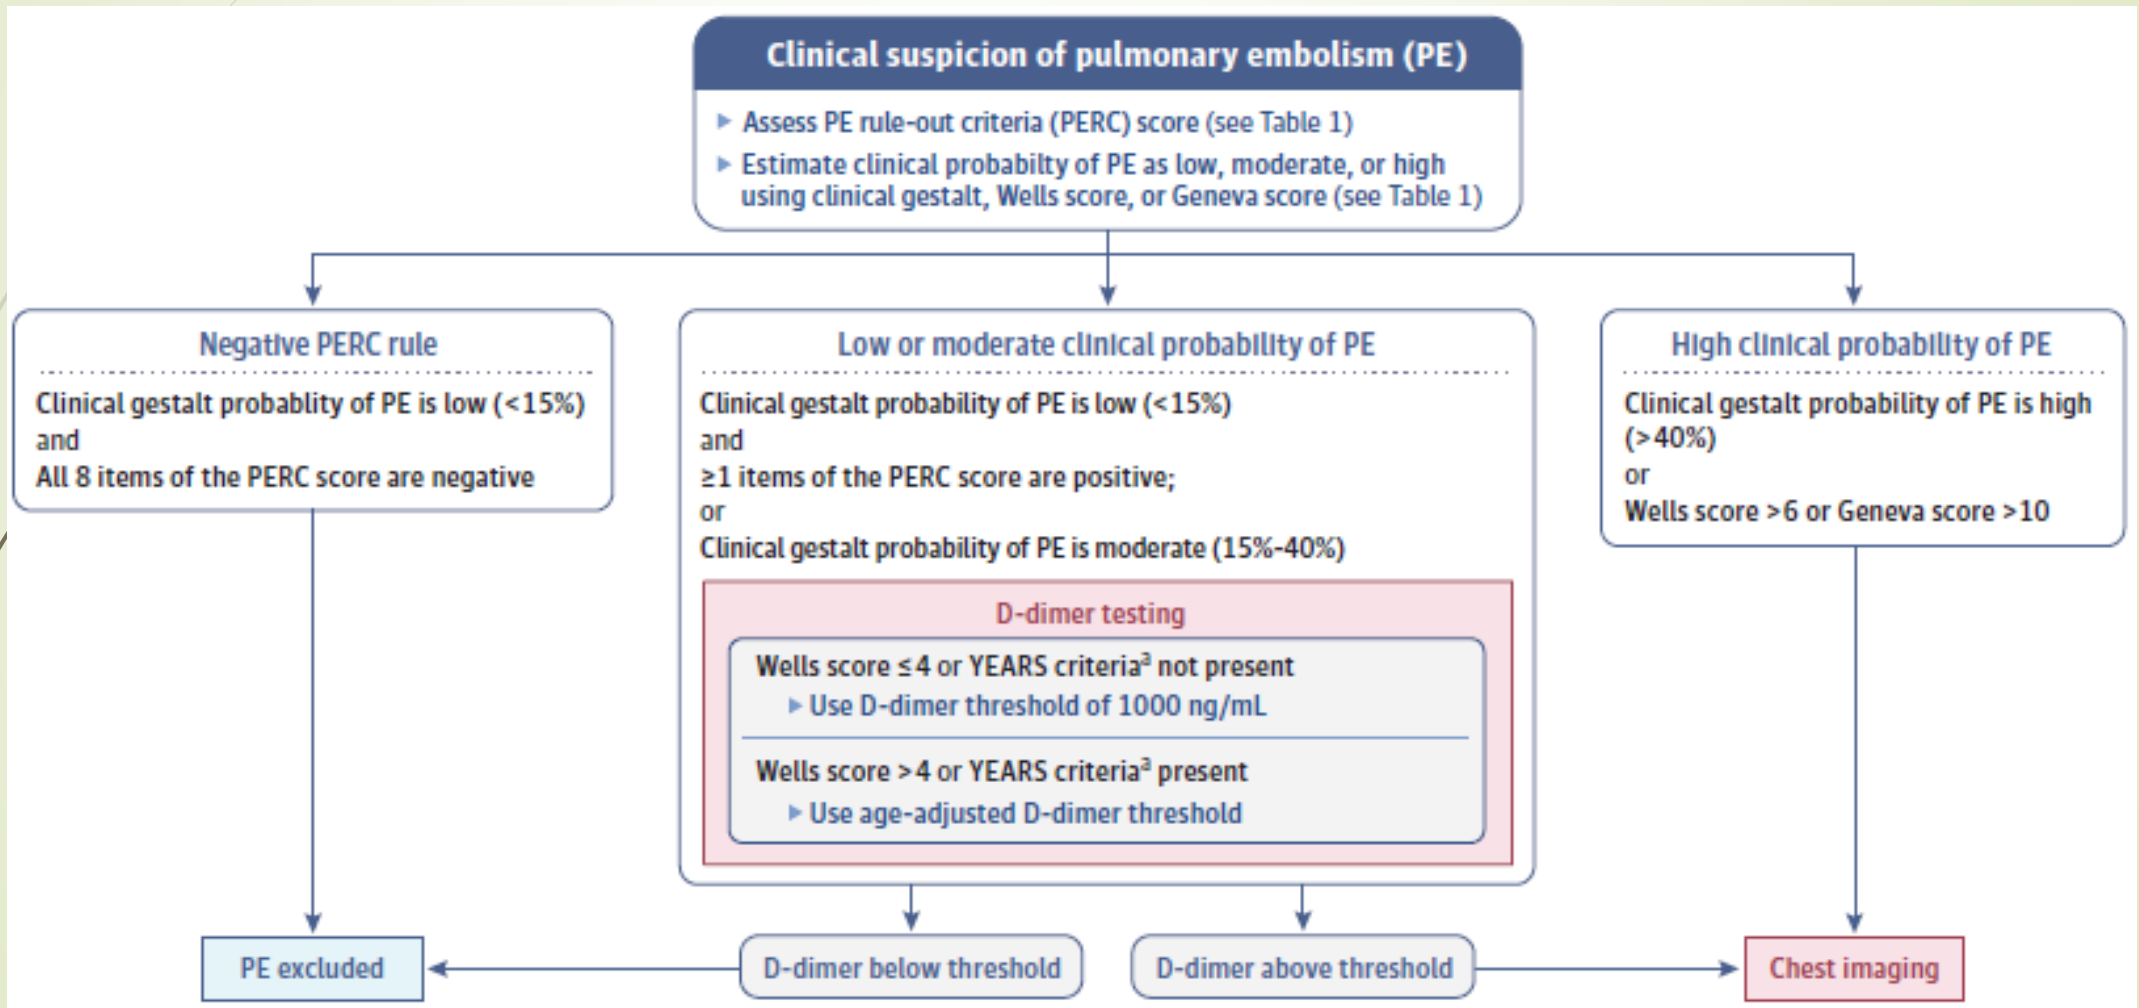 Clinical suspicion of pulmonary embolism (PE)
Assess PE rule-out criteria (PERC) score (see Table 1)
Estimate clinical probabilty of PE as low, moderate, or high
using clinical gestalt, Wells score, or Geneva score (see Table 1)
Negative PERC rule
Clinical gestalt probablity of PE is low (<15%)
and
All 8 items of the PERC score are negative
Low or moderate clinical probability of PE
Clinical gestalt probability of PE is low (<15%)
and
≥1 items of the PERC score are positive;
or
Clinical gestalt probability of PE is moderate (15%-40%)
D-dimer testing
Wells score ≤4 or YEARS criteriaª not present
Use D-dimer threshold of 1000 ng/mL
Wells score >4 or YEARS criteriaª present
Use age-adjusted D-dimer threshold
High clinical probability of PE
Clinical gestalt probability of PE is high
(>40%)
or
Wells score >6 or Geneva score >10
PE excluded
D-dimer below threshold
D-dimer above threshold
Chest imaging